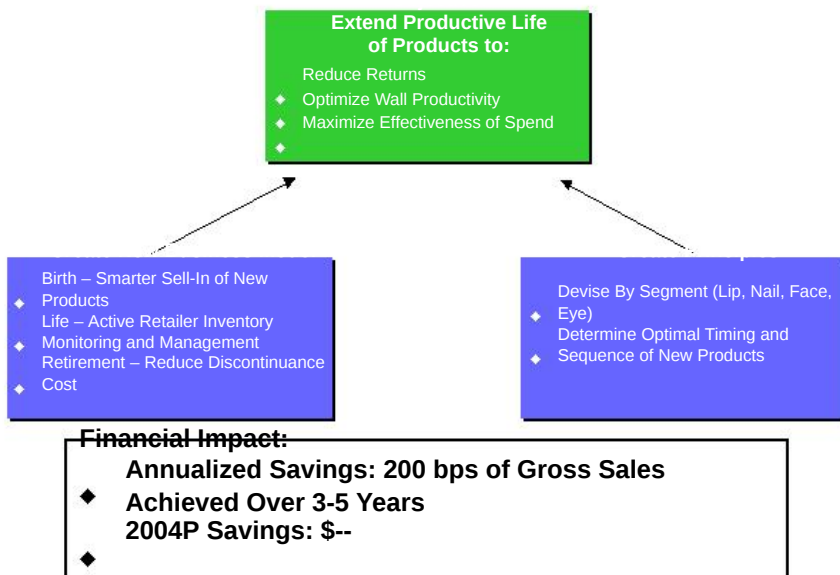 Extend Productive Life
of Products to:
Reduce Returns
Optimize Wall Productivity
Maximize Effectiveness of Spend
Birth – Smarter Sell-In of New
Products
Life – Active Retailer Inventory
Monitoring and Management
Retirement – Reduce Discontinuance
Cost
Devise By Segment (Lip, Nail, Face,
Eye)
Determine Optimal Timing and
Sequence of New Products
Financial Impact:
Annualized Savings: 200 bps of Gross Sales
Achieved Over 3-5 Years
2004P Savings: $--